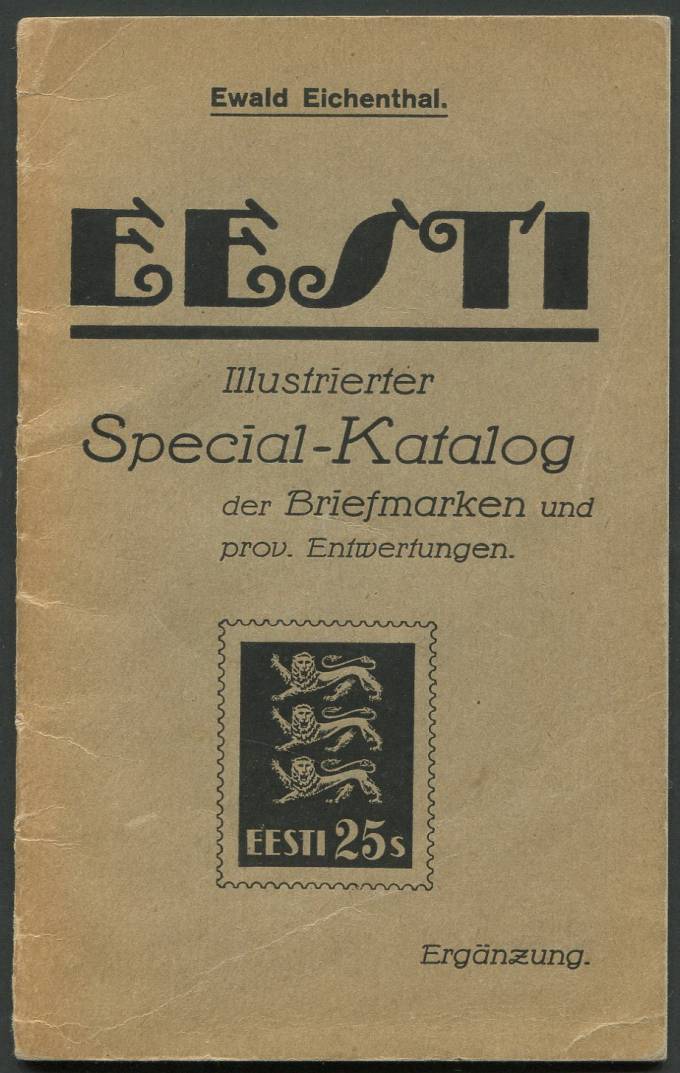 Ewald Eichenthal.
EESTI
Illustrierter
Special-Katalog
der Briefmarken und
prov. Entwertungen.
EESTI 25s
Ergänzung.